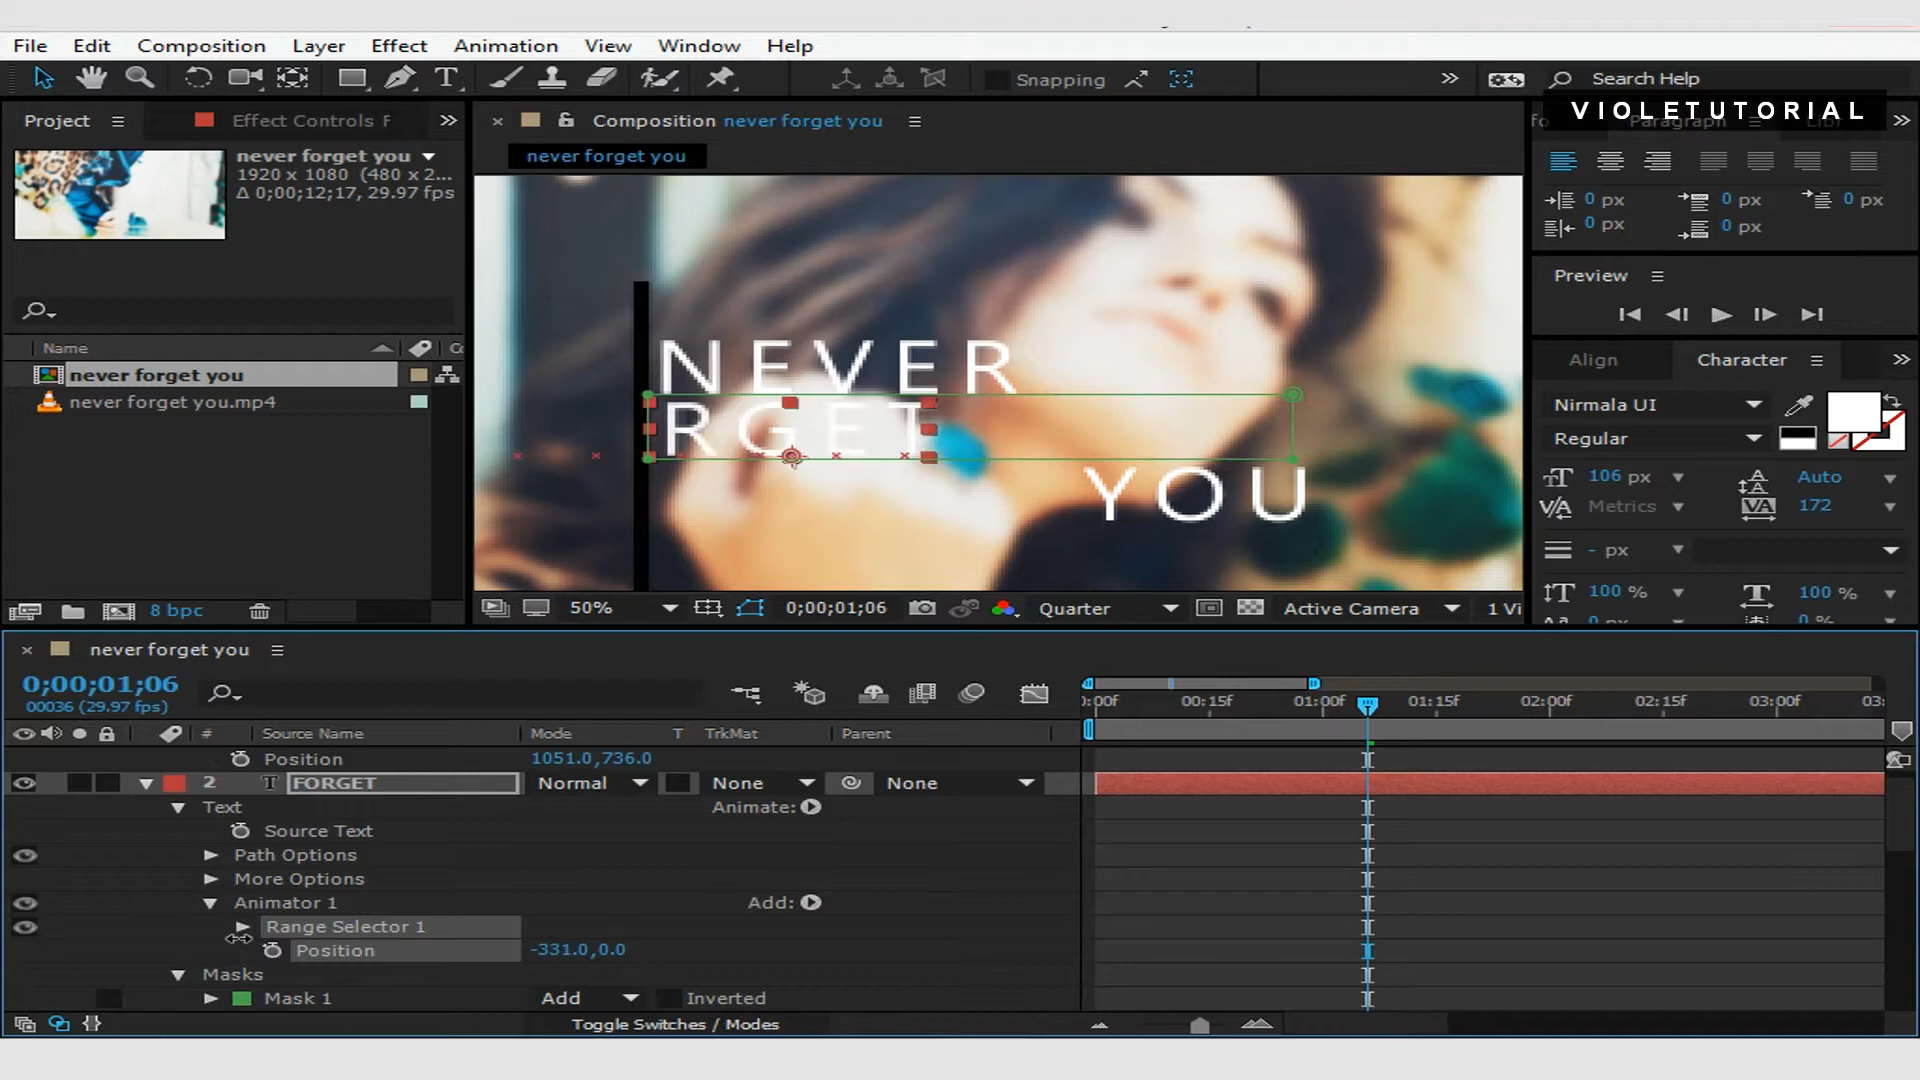 File Edit Composition Layer Effect Animation View Window Help
Snapping
Search Help
VIOLETUTORIAL
Project
Effect Controls F
Composition never forget you
Paragraph
never forget you
never forget you
1920 x 1080 (480 x 2...
Δ 0;00;12;17, 29.97 fps
0 px 0 px 0 px
0 px 0 px
Preview
Name
never forget you
never forget you.mp4
NEVER
RGET
YOU
Align Character
Nirmala UI
Regular
106 px Auto
Metrics 172
- px
100 % 100 %
8 bpc
50% 0;00;01;06 Quarter Active Camera 1 Vi
never forget you
0;00;01;06
00036 (29.97 fps)
):00f 00:15f 01:00f 01:15f 02:00f 02:15f 03:00f 03:
# Source Name Mode T TrkMat Parent
Position 1051.0,736.0
2 T FORGET Normal None None
Text Animate:
Source Text
Path Options
More Options
Animator 1 Add:
Range Selector 1
Position -331.0,0.0
Masks
Mask 1 Add Inverted
Toggle Switches / Modes